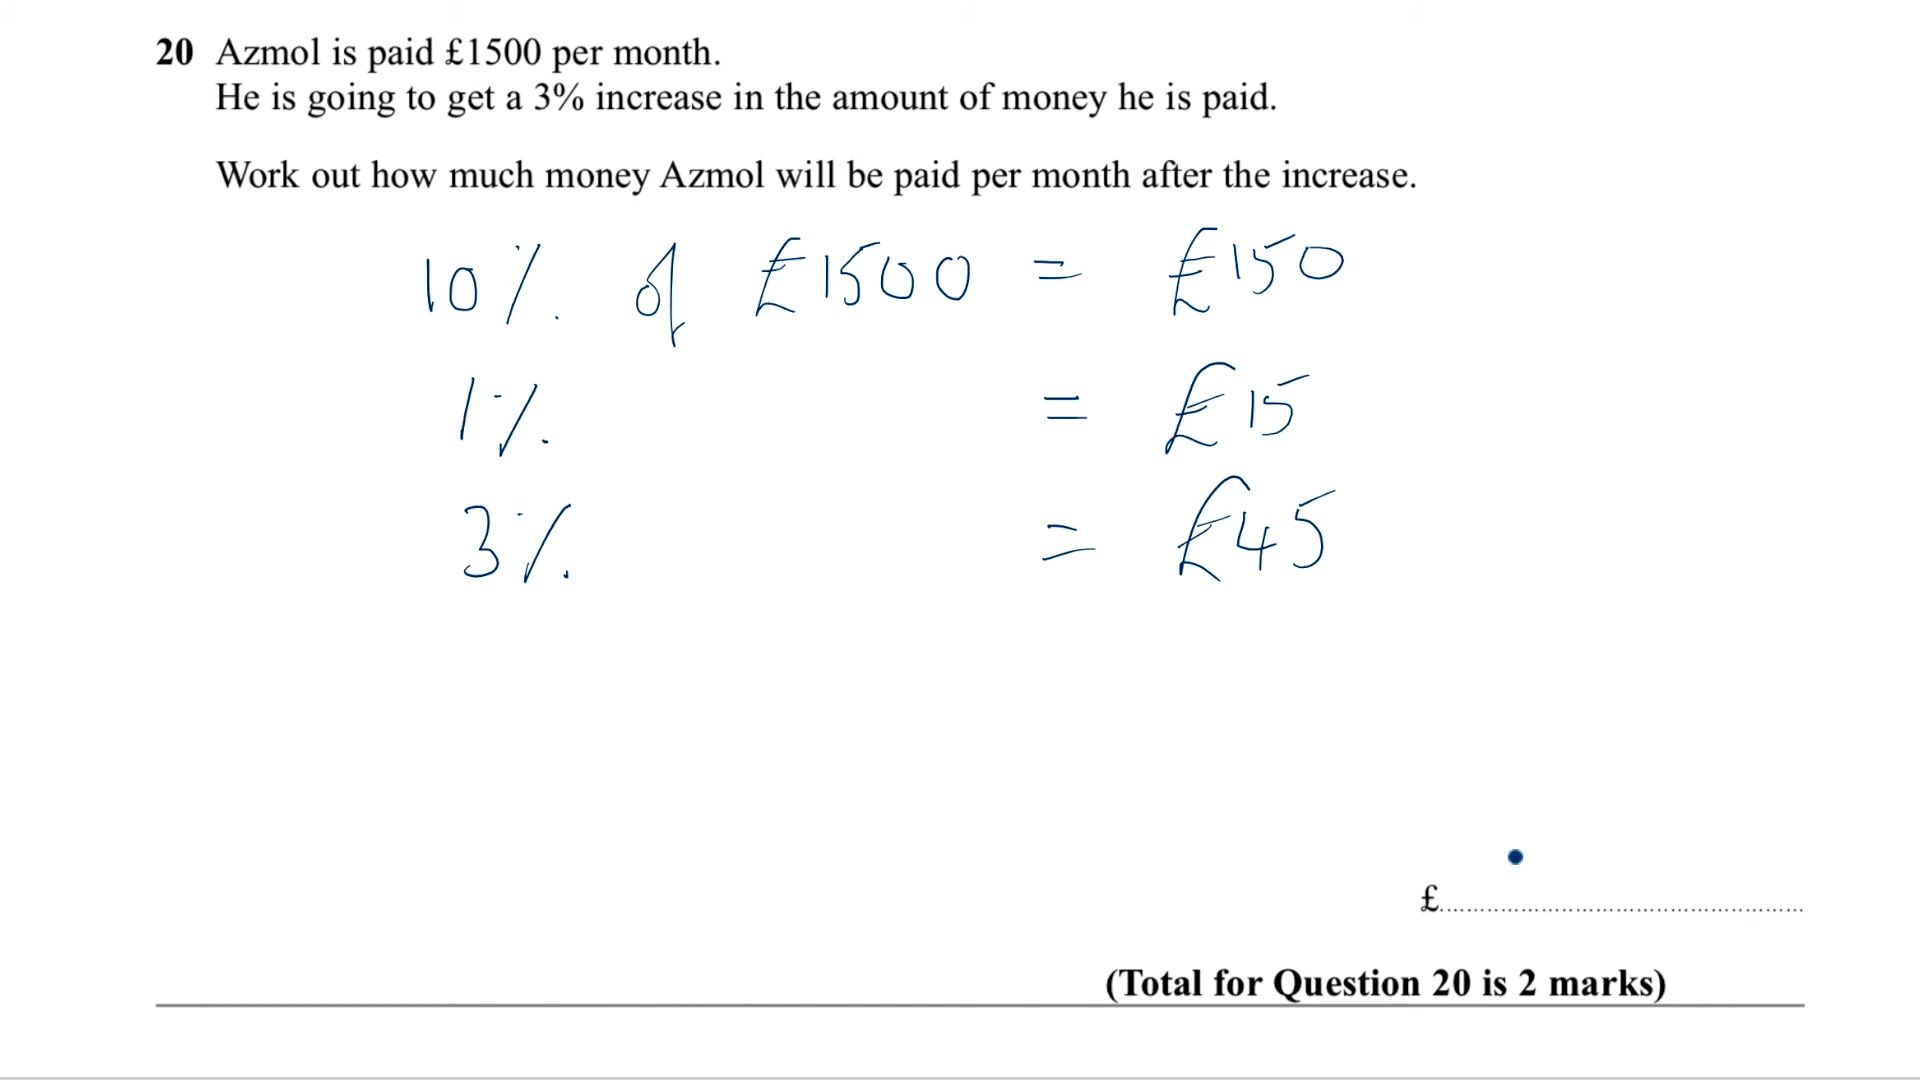 20 Azmol is paid £1500 per month.
He is going to get a 3% increase in the amount of money he is paid.
Work out how much money Azmol will be paid per month after the increase.
10% of £1500 = £150
1% = £15
3% = £45
£..........................................................
(Total for Question 20 is 2 marks)